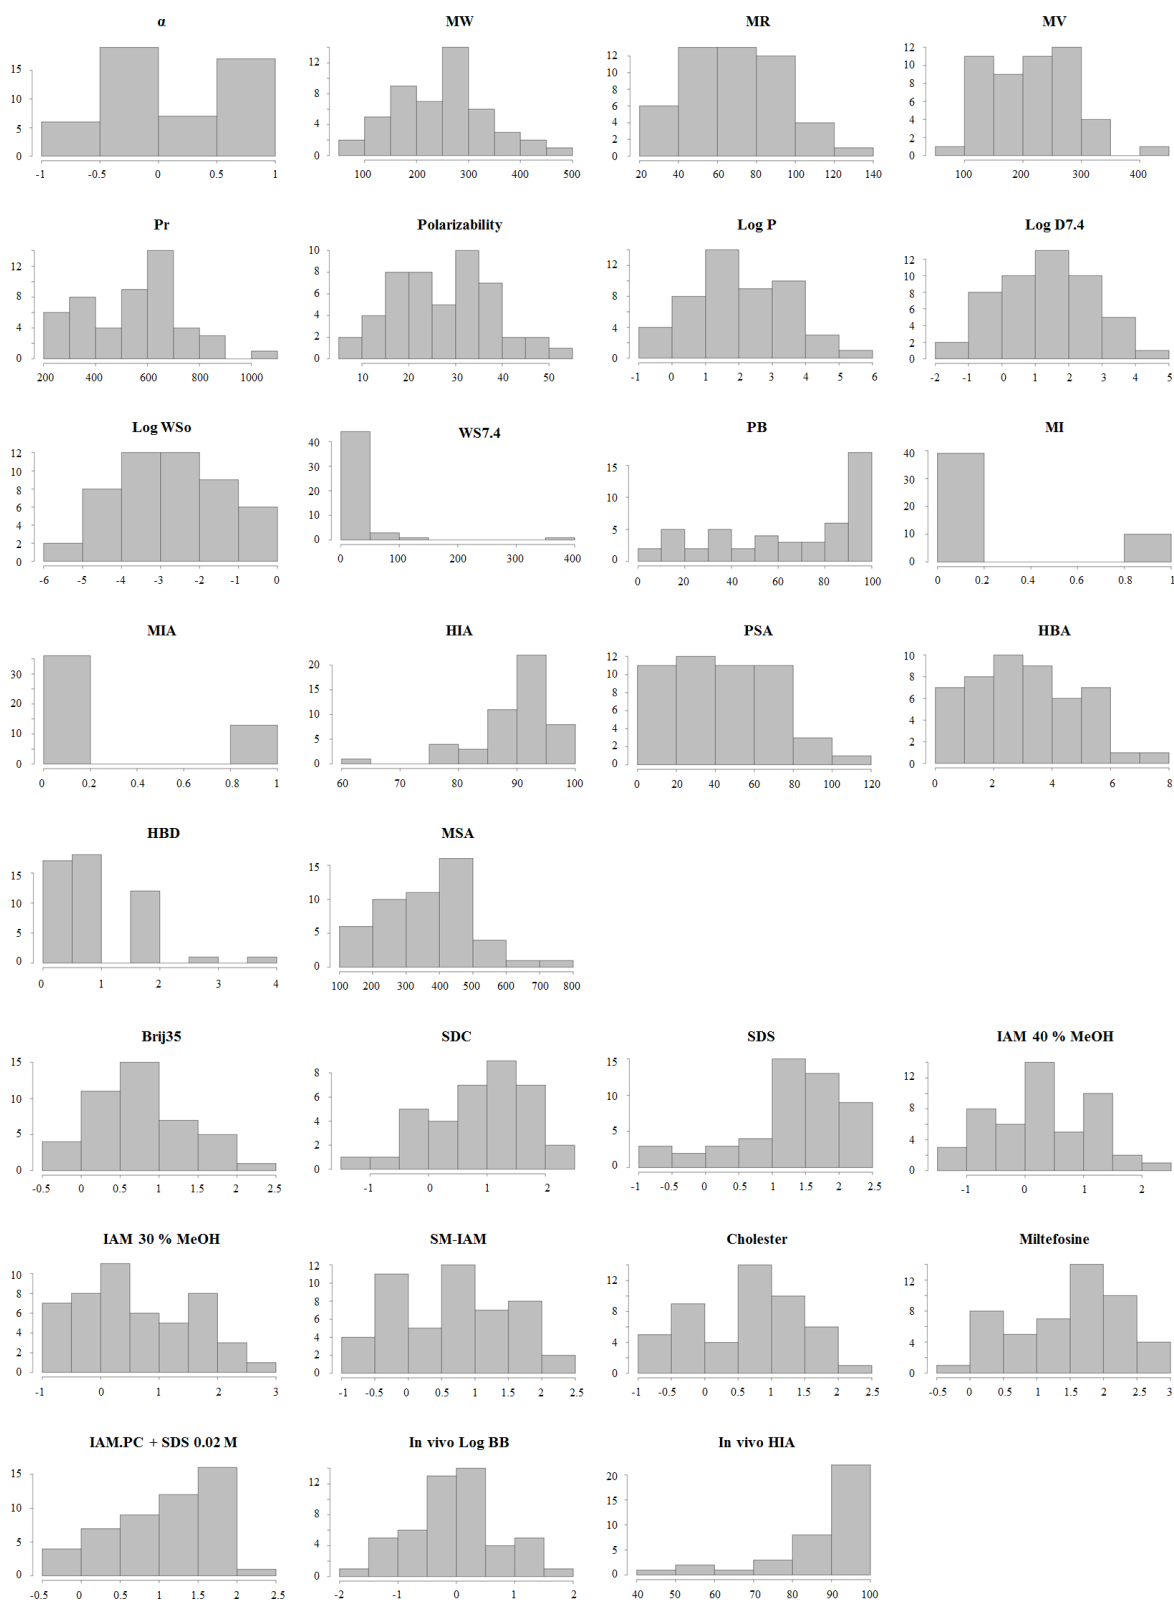 α
15
10
5
0
-1 -0.5 0 0.5 1
MW
12
8
4
0
100 200 300 400 500
MR
12
10
8
6
4
2
0
20 40 60 80 100 120 140
MV
12
10
8
6
4
2
0
100 200 300 400
Pr
12
8
4
0
200 400 600 800 1000
Polarizability
10
8
6
4
2
0
10 20 30 40 50
Log P
12
8
4
0
-1 0 1 2 3 4 5 6
Log D7.4
12
8
4
0
-2 -1 0 1 2 3 4 5
Log WSo
12
10
8
6
4
2
0
-6 -5 -4 -3 -2 -1 0
WS7.4
40
30
20
10
0
0 100 200 300 400
PB
15
10
5
0
0 20 40 60 80 100
MI
40
30
20
10
0
0 0.2 0.4 0.6 0.8 1
MIA
30
20
10
0
0 0.2 0.4 0.6 0.8 1
HIA
20
15
10
5
0
60 70 80 90 100
PSA
12
10
8
6
4
2
0
0 20 40 60 80 100 120
HBA
10
8
6
4
2
0
0 2 4 6 8
HBD
15
10
5
0
0 1 2 3 4
MSA
15
10
5
0
100 200 300 400 500 600 700 800
Brij35
15
10
5
0
-0.5 0 0.5 1 1.5 2 2.5
SDC
8
6
4
2
0
-1 0 1 2
SDS
15
10
5
0
-1 -0.5 0 0.5 1 1.5 2 2.5
IAM 40 % MeOH
12
8
4
0
-1 0 1 2
IAM 30 % MeOH
10
8
6
4
2
0
-1 0 1 2 3
SM-IAM
12
10
8
6
4
2
0
-1 -0.5 0 0.5 1 1.5 2 2.5
Cholester
12
8
4
0
-1 -0.5 0 0.5 1 1.5 2 2.5
Miltefosine
12
8
4
0
-0.5 0 0.5 1 1.5 2 2.5 3
IAM.PC + SDS 0.02 M
15
10
5
0
-0.5 0 0.5 1 1.5 2 2.5
In vivo Log BB
12
8
4
0
-2 -1 0 1 2
In vivo HIA
20
15
10
5
0
40 50 60 70 80 90 100